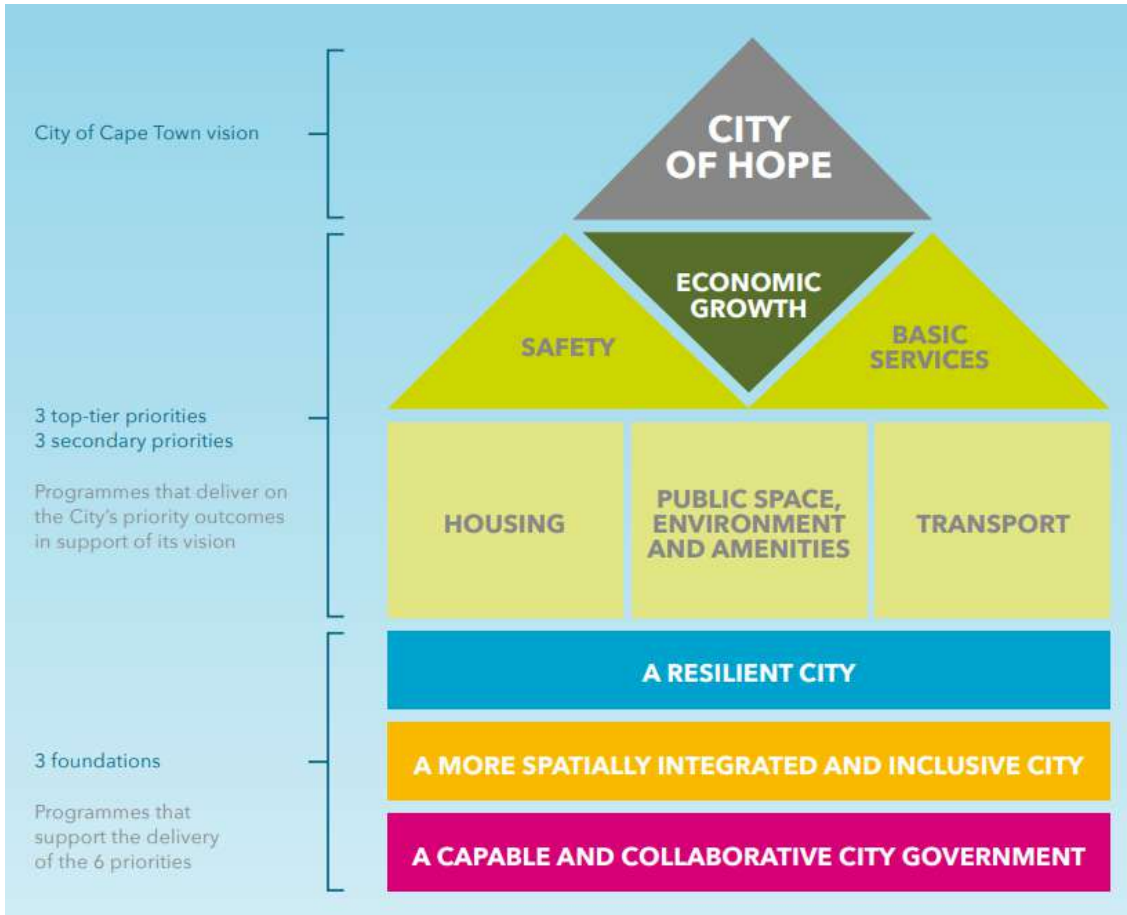 City of Cape Town vision
CITY
OF HOPE
ECONOMIC
GROWTH
SAFETY
BASIC
SERVICES
3 top-tier priorities
3 secondary priorities
Programmes that deliver on
the City's priority outcomes
in support of its vision
HOUSING
PUBLIC SPACE,
ENVIRONMENT
AND AMENITIES
TRANSPORT
A RESILIENT CITY
3 foundations
Programmes that
support the delivery
of the 6 priorities
A MORE SPATIALLY INTEGRATED AND INCLUSIVE CITY
A CAPABLE AND COLLABORATIVE CITY GOVERNMENT